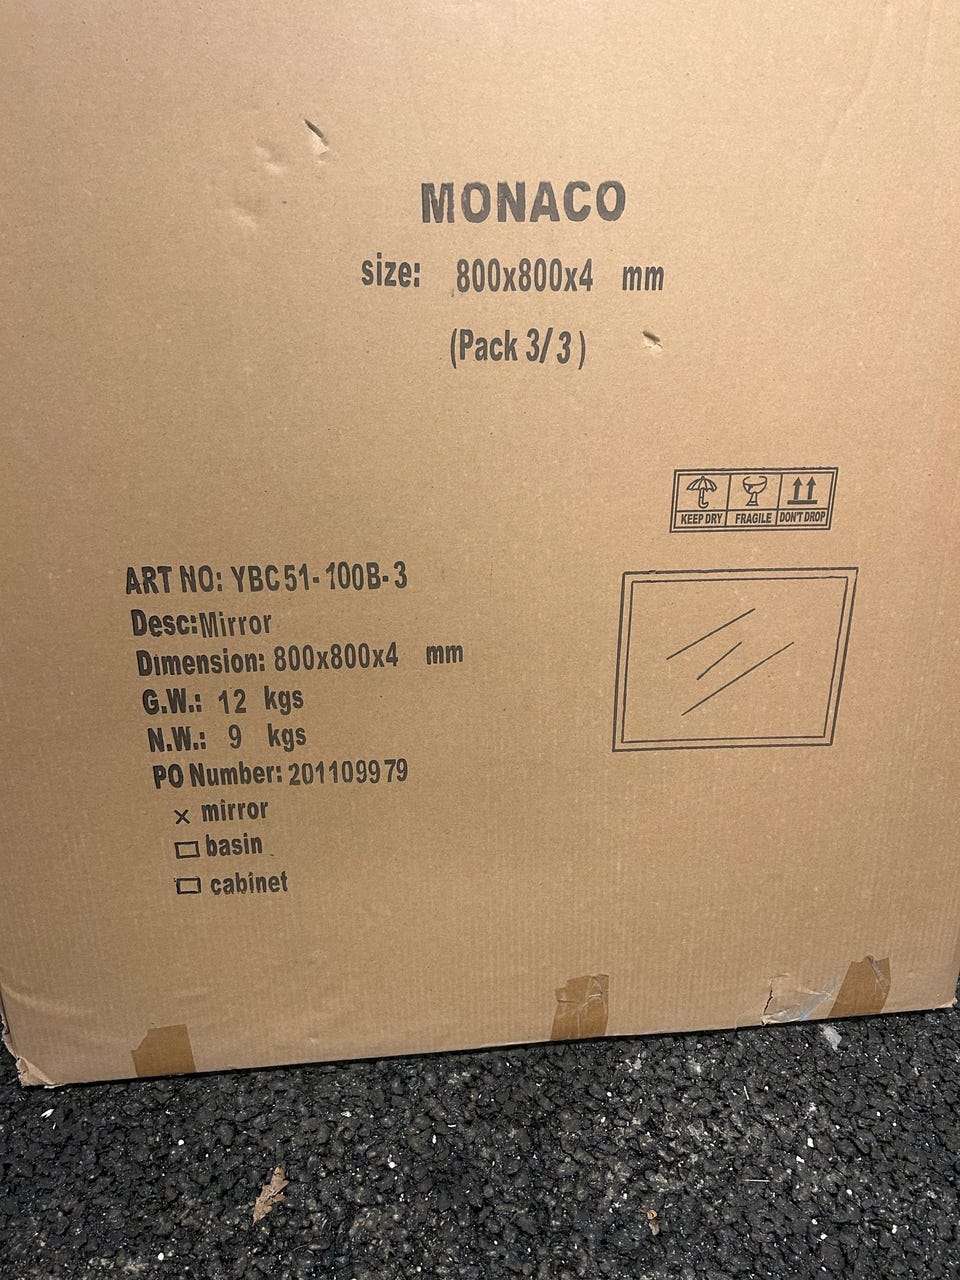 MONACO
size: 800x800x4 mm
(Pack 3/3)
KEEP DRY FRAGILE DON'T DROP
ART NO: YBC51-100B-3
Desc:Mirror
Dimension: 800x800x4 mm
G.W.: 12 kgs
N.W.: 9 kgs
PO Number: 201109979
x mirror
basin
cabinet